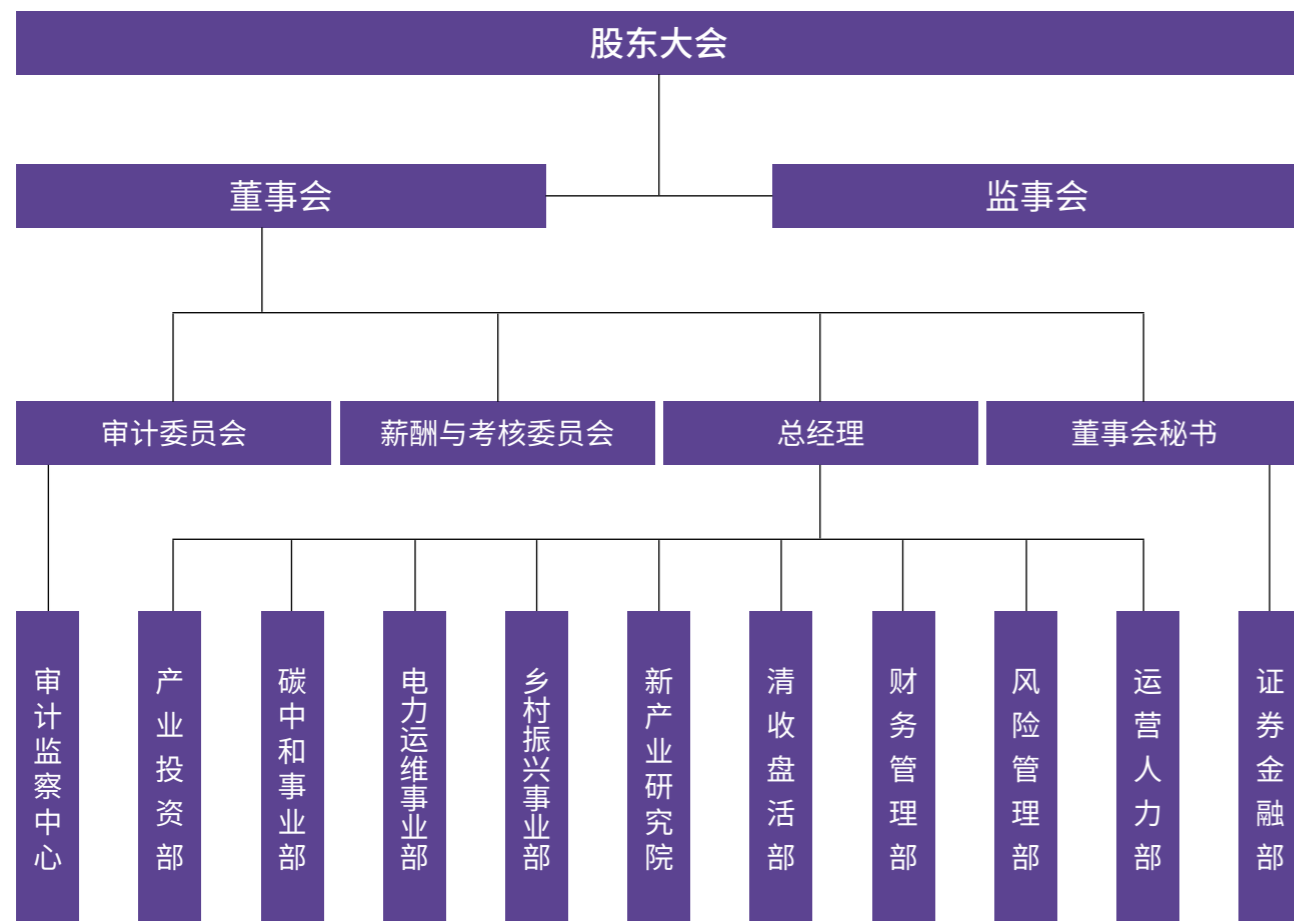 股东大会
董事会
监事会
审计委员会
薪酬与考核委员会
总经理
董事会秘书
审计监察中心
产业投资部
碳中和事业部
电力运维事业部
乡村振兴事业部
新产业研究院
清收盘活部
财务管理部
风险管理部
运营人力部
证券金融部